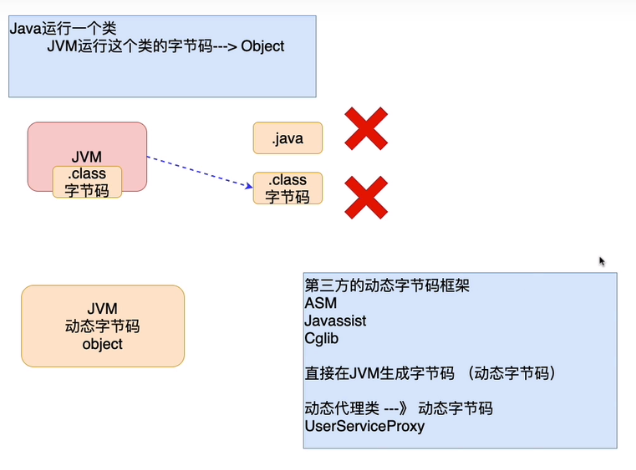 Java运行一个类
JVM运行这个类的字节码---> Object
JVM
.class
字节码
.java
.class
字节码
JVM
动态字节码
object
第三方的动态字节码框架
ASM
Javassist
Cglib
直接在JVM生成字节码 （动态字节码）
动态代理类 ---》 动态字节码
UserServiceProxy